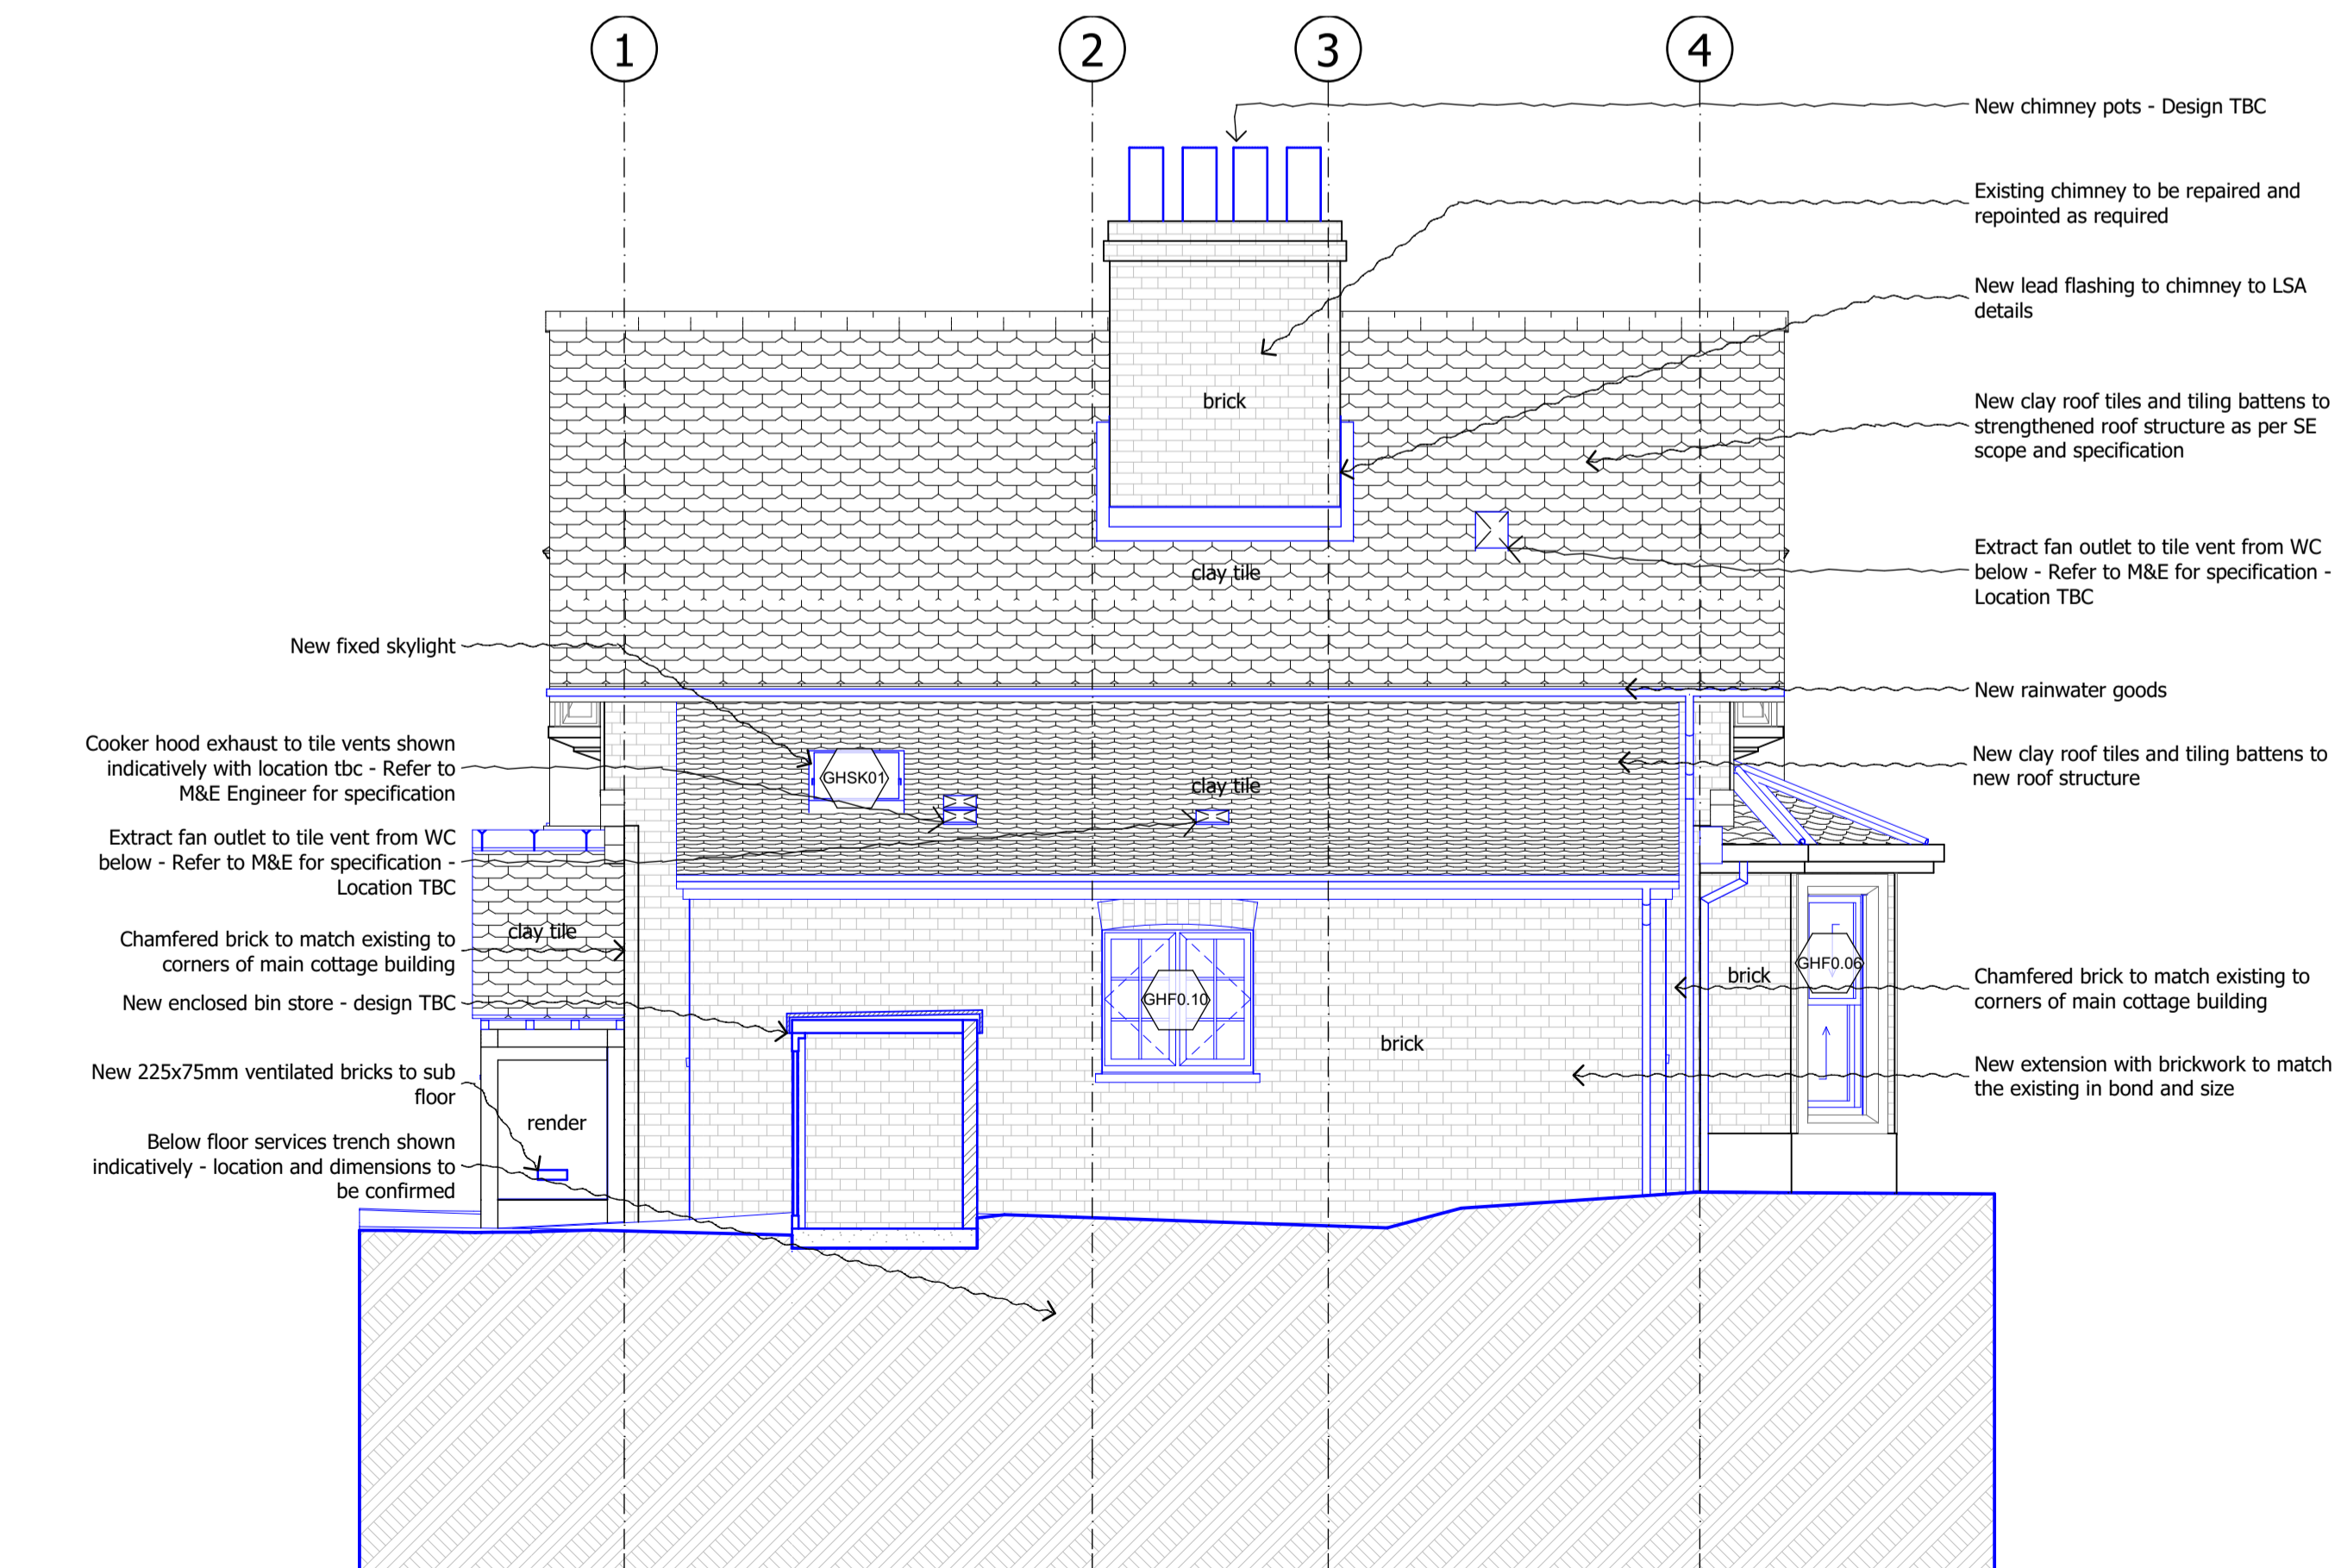 1
2
3
4
New chimney pots - Design TBC
Existing chimney to be repaired and
repointed as required
New lead flashing to chimney to LSA
details
brick
New clay roof tiles and tiling battens to
strengthened roof structure as per SE
scope and specification
Extract fan outlet to tile vent from WC
below - Refer to M&E for specification -
Location TBC
clay tile
New fixed skylight
New rainwater goods
Cooker hood exhaust to tile vents shown
indicatively with location tbc - Refer to
M&E Engineer for specification
New clay roof tiles and tiling battens to
new roof structure
GHSK01
clay tile
Extract fan outlet to tile vent from WC
below - Refer to M&E for specification -
Location TBC
clay tile
Chamfered brick to match existing to
corners of main cottage building
brick
GHF0.06
Chamfered brick to match existing to
corners of main cottage building
New enclosed bin store - design TBC
GHF0.10
brick
New 225x75mm ventilated bricks to sub
floor
New extension with brickwork to match
the existing in bond and size
render
Below floor services trench shown
indicatively - location and dimensions to
be confirmed